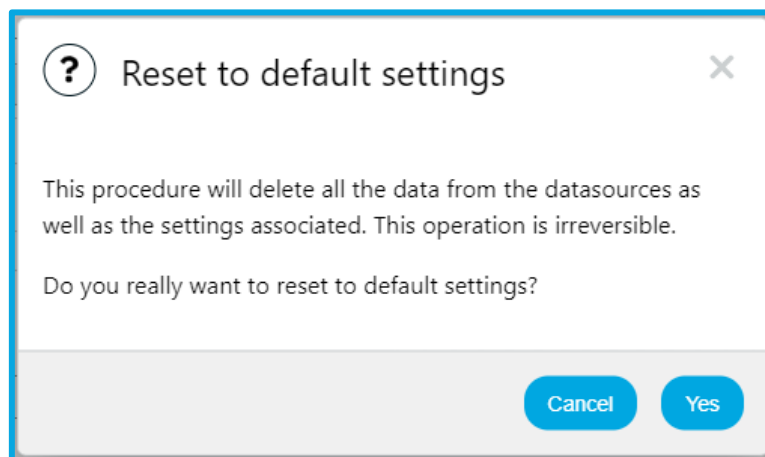 ?
Reset to default settings
This procedure will delete all the data from the datasources as
well as the settings associated. This operation is irreversible.
Do you really want to reset to default settings?
Cancel
Yes